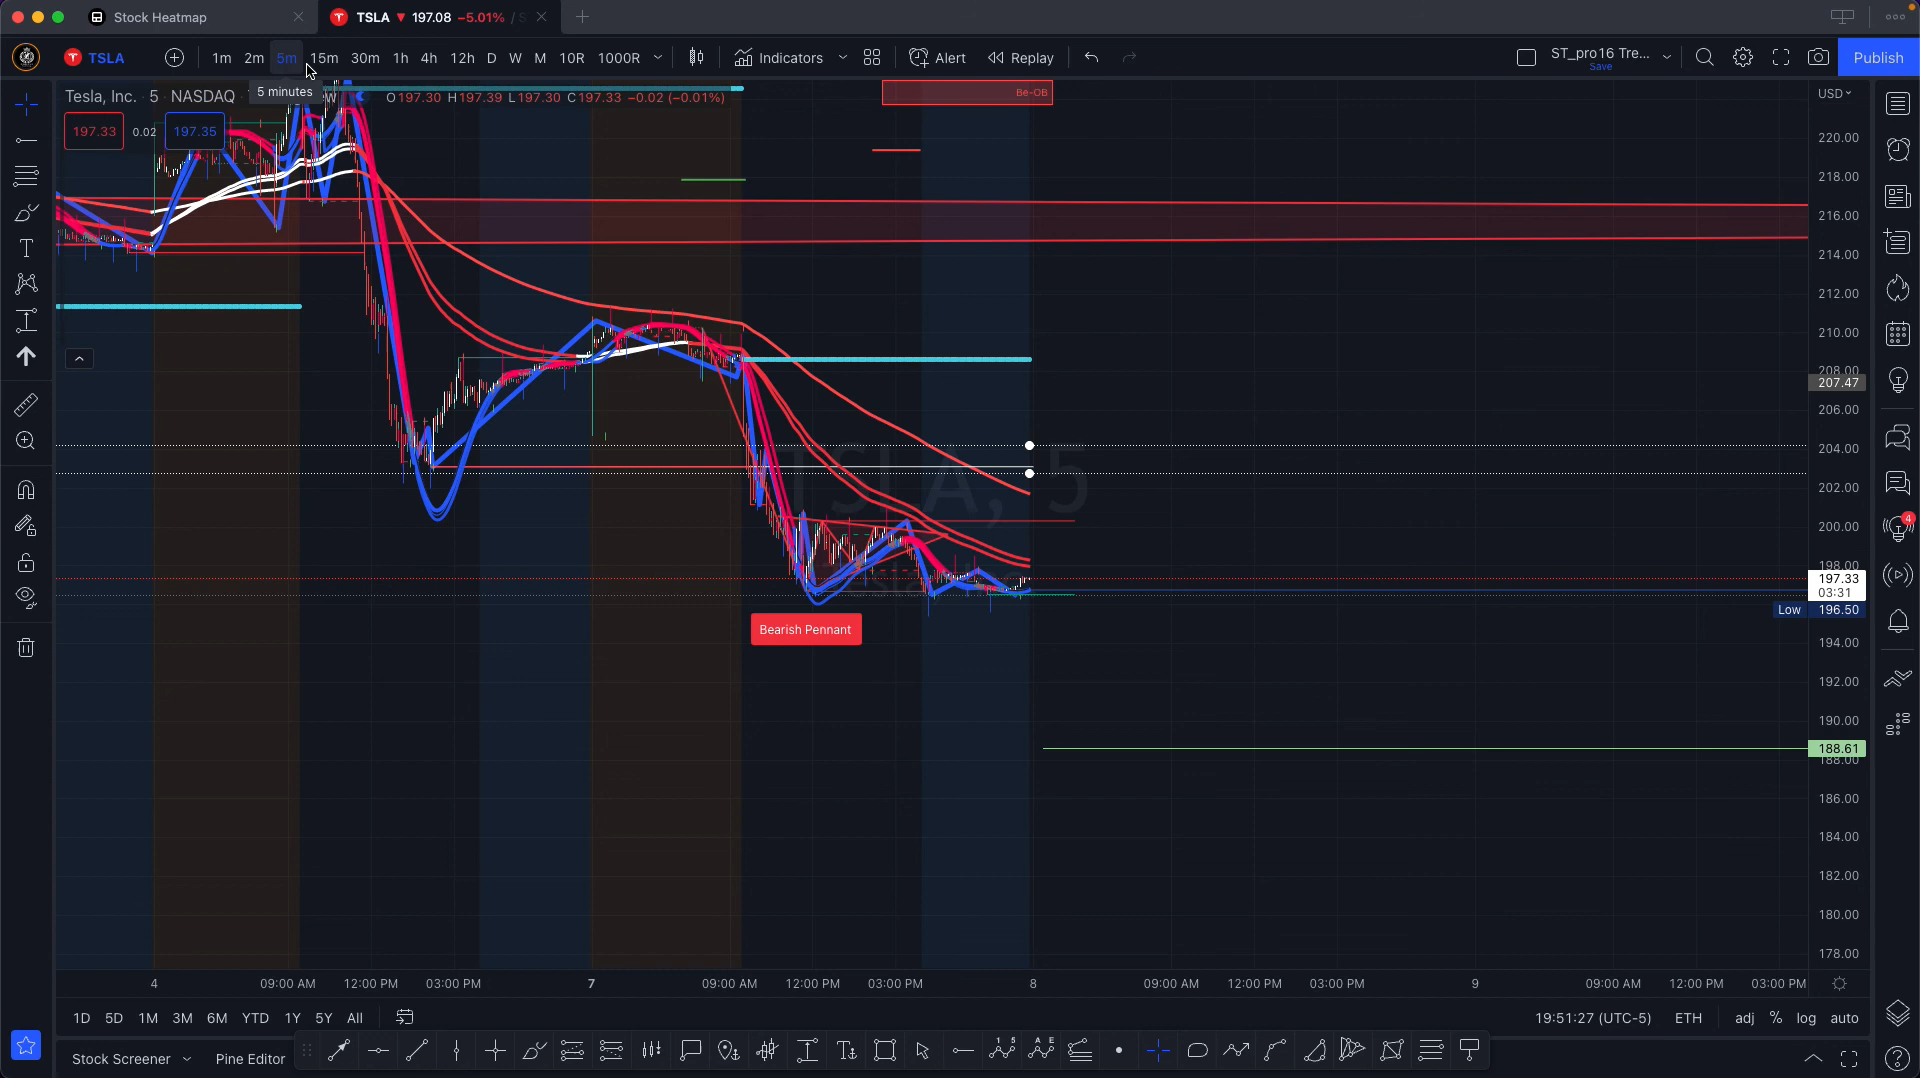 Stock Heatmap
TSLA ▼ 197.08 −5.01% / S
TSLA 1m 2m 5m 15m 30m 1h 4h 12h D W M 10R 1000R Indicators Alert Replay ST_pro16 Tre... Save Publish
5 minutes
Tesla, Inc. · 5 · NASDAQ
O197.30 H197.39 L197.30 C197.33 −0.02 (−0.01%)
Be-OB
USD
197.33 0.02 197.35
220.00
218.00
216.00
214.00
212.00
210.00
208.00
207.47
206.00
204.00
202.00
200.00
198.00
197.33
03:31
Low 196.50
194.00
192.00
190.00
188.61
188.00
186.00
184.00
182.00
180.00
178.00
TSLA, 5
Bearish Pennant
4
4 09:00 AM 12:00 PM 03:00 PM 7 09:00 AM 12:00 PM 03:00 PM 8 09:00 AM 12:00 PM 03:00 PM 9 09:00 AM 12:00 PM 03:00 PM
1D 5D 1M 3M 6M YTD 1Y 5Y All 19:51:27 (UTC-5) ETH adj % log auto
Stock Screener Pine Editor